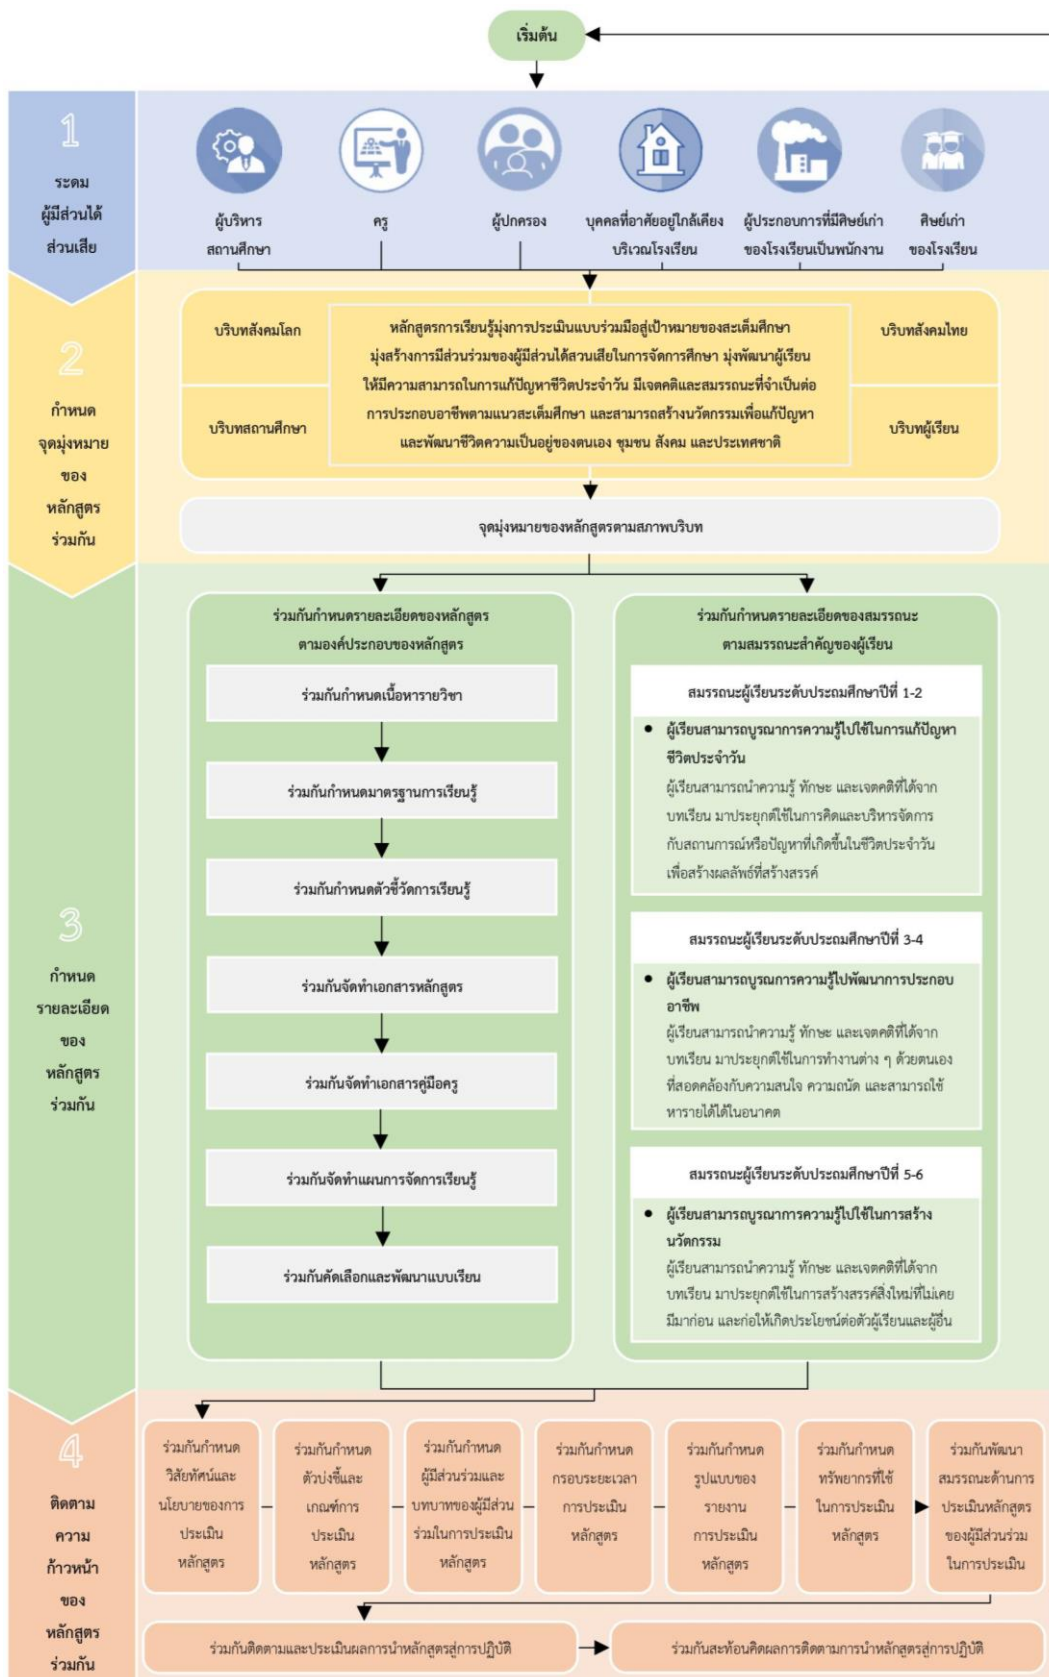 เริ่มต้น
1
ระดม
ผู้มีส่วนได้
ส่วนเสีย
ผู้บริหาร
สถานศึกษา
ครู
ผู้ปกครอง
บุคคลที่อาศัยอยู่ใกล้เคียง
บริเวณโรงเรียน
ผู้ประกอบการที่มีศิษย์เก่า
ของโรงเรียนเป็นพนักงาน
ศิษย์เก่า
ของโรงเรียน
2
กำหนด
จุดมุ่งหมาย
ของ
หลักสูตร
ร่วมกัน
บริบทสังคมโลก
บริบทสถานศึกษา
หลักสูตรการเรียนรู้มุ่งการประเมินแบบร่วมมือสู่เป้าหมายของสะเต็มศึกษา
มุ่งสร้างการมีส่วนร่วมของผู้มีส่วนได้สวนเสียในการจัดการศึกษา มุ่งพัฒนาผู้เรียน
ให้มีความสามารถในการแก้ปัญหาชีวิตประจำวัน มีเจตคติและสมรรถนะที่จำเป็นต่อ
การประกอบอาชีพตามแนวสะเต็มศึกษา และสามารถสร้างนวัตกรรมเพื่อแก้ปัญหา
และพัฒนาชีวิตความเป็นอยู่ของตนเอง ชุมชน สังคม และประเทศชาติ
บริบทสังคมไทย
บริบทผู้เรียน
จุดมุ่งหมายของหลักสูตรตามสภาพบริบท
3
กำหนด
รายละเอียด
ของ
หลักสูตร
ร่วมกัน
ร่วมกันกำหนดรายละเอียดของหลักสูตร
ตามองค์ประกอบของหลักสูตร
ร่วมกันกำหนดเนื้อหารายวิชา
ร่วมกันกำหนดมาตรฐานการเรียนรู้
ร่วมกันกำหนดตัวชี้วัดการเรียนรู้
ร่วมกันจัดทำเอกสารหลักสูตร
ร่วมกันจัดทำเอกสารคู่มือครู
ร่วมกันจัดทำแผนการจัดการเรียนรู้
ร่วมกันคัดเลือกและพัฒนาแบบเรียน
ร่วมกันกำหนดรายละเอียดของสมรรถนะ
ตามสมรรถนะสำคัญของผู้เรียน
สมรรถนะผู้เรียนระดับประถมศึกษาปีที่ 1-2
● ผู้เรียนสามารถบูรณาการความรู้ไปใช้ในการแก้ปัญหา
ชีวิตประจำวัน
ผู้เรียนสามารถนำความรู้ ทักษะ และเจตคติที่ได้จาก
บทเรียน มาประยุกต์ใช้ในการคิดและบริหารจัดการ
กับสถานการณ์หรือปัญหาที่เกิดขึ้นในชีวิตประจำวัน
เพื่อสร้างผลลัพธ์ที่สร้างสรรค์
สมรรถนะผู้เรียนระดับประถมศึกษาปีที่ 3-4
● ผู้เรียนสามารถบูรณการความรู้ไปพัฒนาการประกอบ
อาชีพ
ผู้เรียนสามารถนำความรู้ ทักษะ และเจตคติที่ได้จาก
บทเรียน มาประยุกต์ใช้ในการทำงานต่าง ๆ ด้วยตนเอง
ที่สอดคล้องกับความสนใจ ความถนัด และสามารถใช้
หารายได้ได้ในอนาคต
สมรรถนะผู้เรียนระดับประถมศึกษาปีที่ 5-6
● ผู้เรียนสามารถบูรณาการความรู้ไปใช้ในการสร้าง
นวัตกรรม
ผู้เรียนสามารถนำความรู้ ทักษะ และเจตคติที่ได้จาก
บทเรียน มาประยุกต์ใช้ในการสร้างสรรค์สิ่งใหม่ที่ไม่เคย
มีมาก่อน และก่อให้เกิดประโยชน์ต่อตัวผู้เรียนและผู้อื่น
4
ติดตาม
ความ
ก้าวหน้า
ของ
หลักสูตร
ร่วมกัน
ร่วมกันกำหนด
วิสัยทัศน์และ
นโยบายของการ
ประเมิน
หลักสูตร
ร่วมกันกำหนด
ตัวบ่งชี้และ
เกณฑ์การ
ประเมิน
หลักสูตร
ร่วมกันกำหนด
ผู้มีส่วนร่วมและ
บทบาทของผู้มีส่วน
ร่วมในการประเมิน
หลักสูตร
ร่วมกันกำหนด
กรอบระยะเวลา
การประเมิน
หลักสูตร
ร่วมกันกำหนด
รูปแบบของ
รายงาน
การประเมิน
หลักสูตร
ร่วมกันกำหนด
ทรัพยากรที่ใช้
ในการประเมิน
หลักสูตร
ร่วมกันพัฒนา
สมรรถนะด้านการ
ประเมินหลักสูตร
ของผู้มีส่วนร่วม
ในการประเมิน
ร่วมกันติดตามและประเมินผลการนำหลักสูตรสู่การปฏิบัติ
ร่วมกันสะท้อนคิดผลการติดตามการนำหลักสูตรสู่การปฏิบัติ